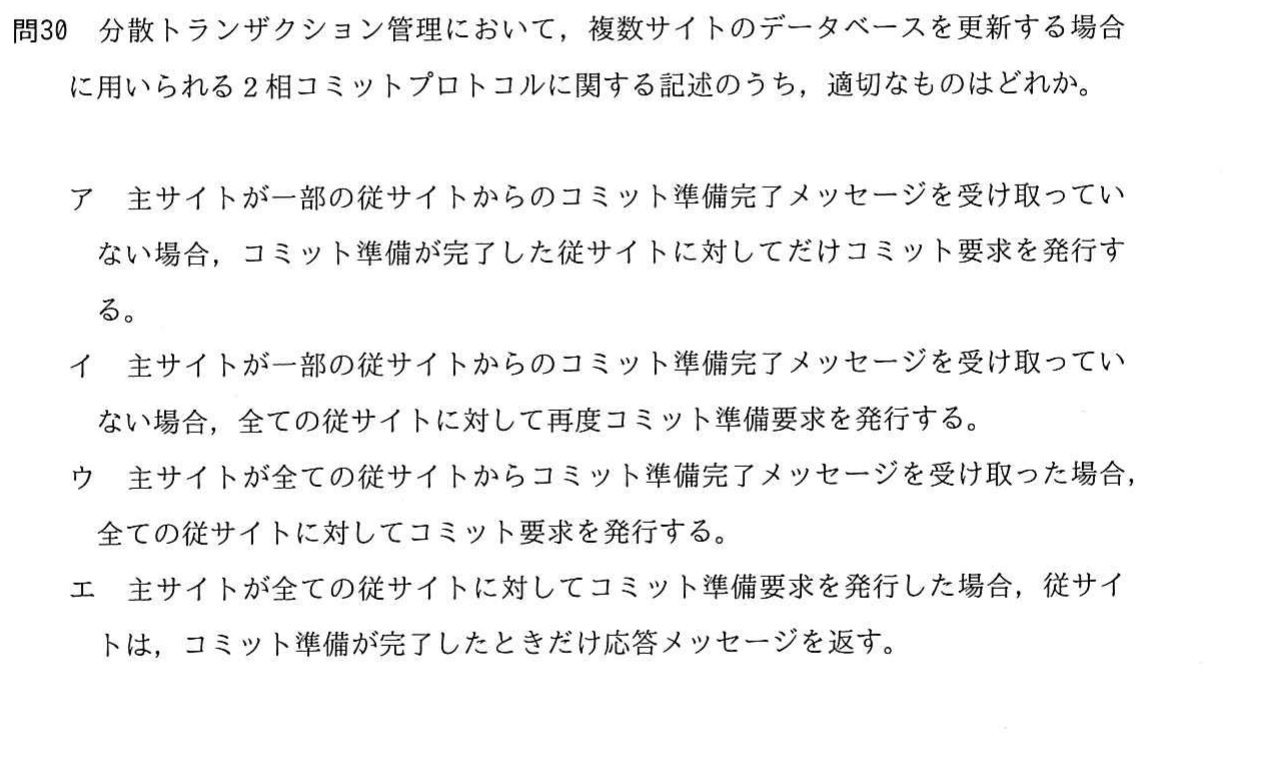 問30　分散トランザクション管理において，複数サイトのデータベースを更新する場合
に用いられる2相コミットプロトコルに関する記述のうち，適切なものはどれか。
ア　主サイトが一部の従サイトからのコミット準備完了メッセージを受け取ってい
ない場合，コミット準備が完了した従サイトに対してだけコミット要求を発行す
る。
イ　主サイトが一部の従サイトからのコミット準備完了メッセージを受け取ってい
ない場合，全ての従サイトに対して再度コミット準備要求を発行する。
ウ　主サイトが全ての従サイトからコミット準備完了メッセージを受け取った場合，
全ての従サイトに対してコミット要求を発行する。
エ　主サイトが全ての従サイトに対してコミット準備要求を発行した場合，従サイ
トは，コミット準備が完了したときだけ応答メッセージを返す。